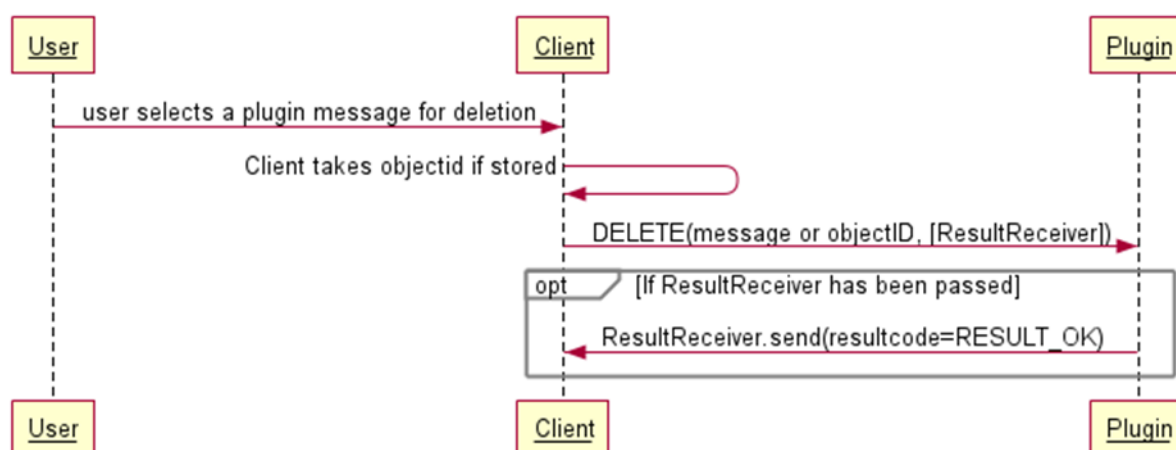 User
Client
Plugin
user selects a plugin message for deletion
Client takes objectid if stored
DELETE(message or objectID, [ResultReceiver])
opt
[If ResultReceiver has been passed]
ResultReceiver.send(resultcode=RESULT_OK)
User
Client
Plugin